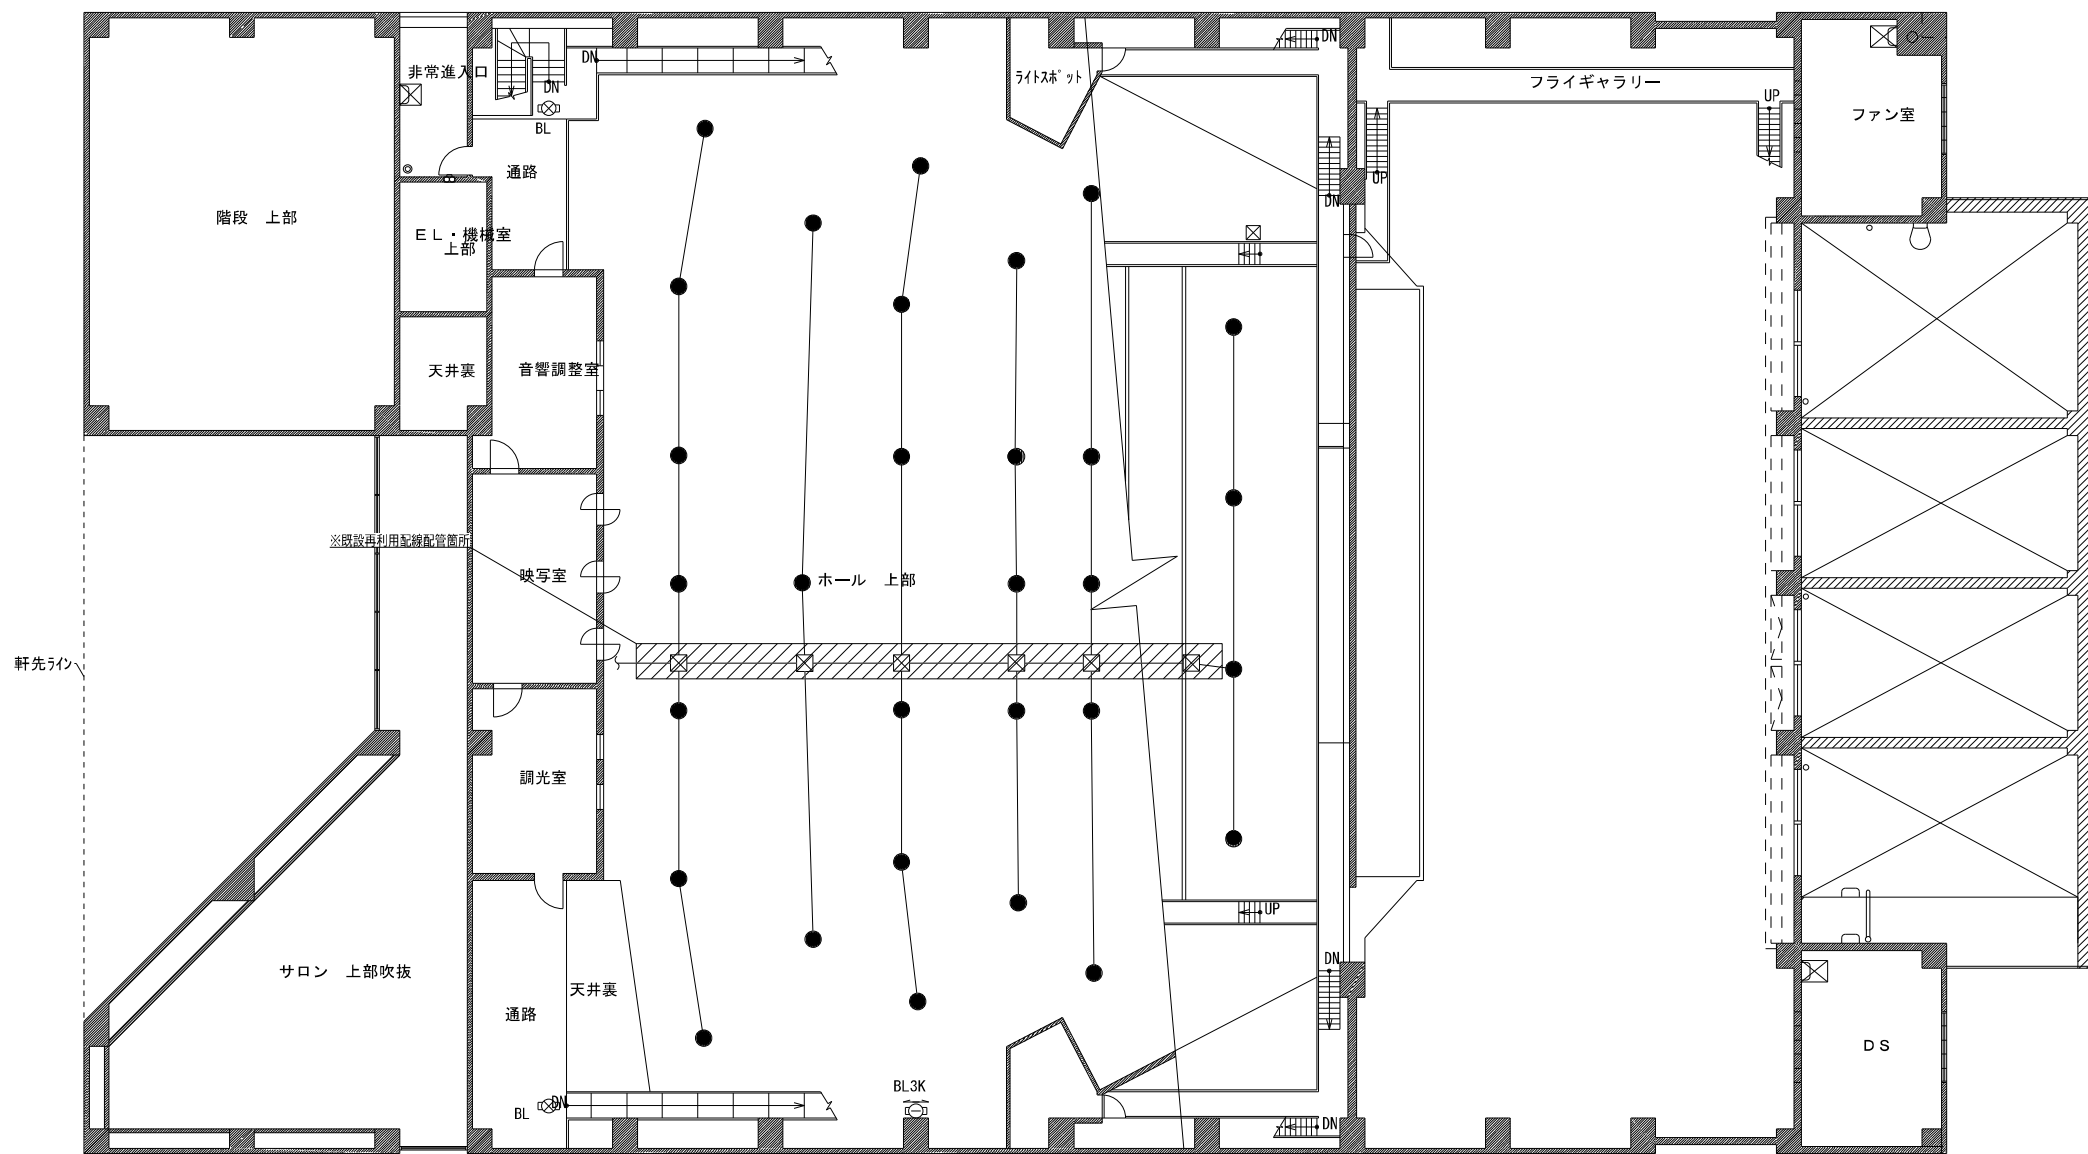 DN
DN
非常進入口
DN
ﾗｲﾄｽﾎﾟｯﾄ
フライギャラリー
UP
ファン室
BL
通路
UP
DN
階段　上部
ＥＬ・機械室
上部
天井裏
音響調整室
※既設再利用配線配管箇所
映写室
ホール　上部
軒先ﾗｲﾝ
調光室
UP
DN
サロン　上部吹抜
天井裏
通路
ＤＳ
BL3K
BL
DN
DN